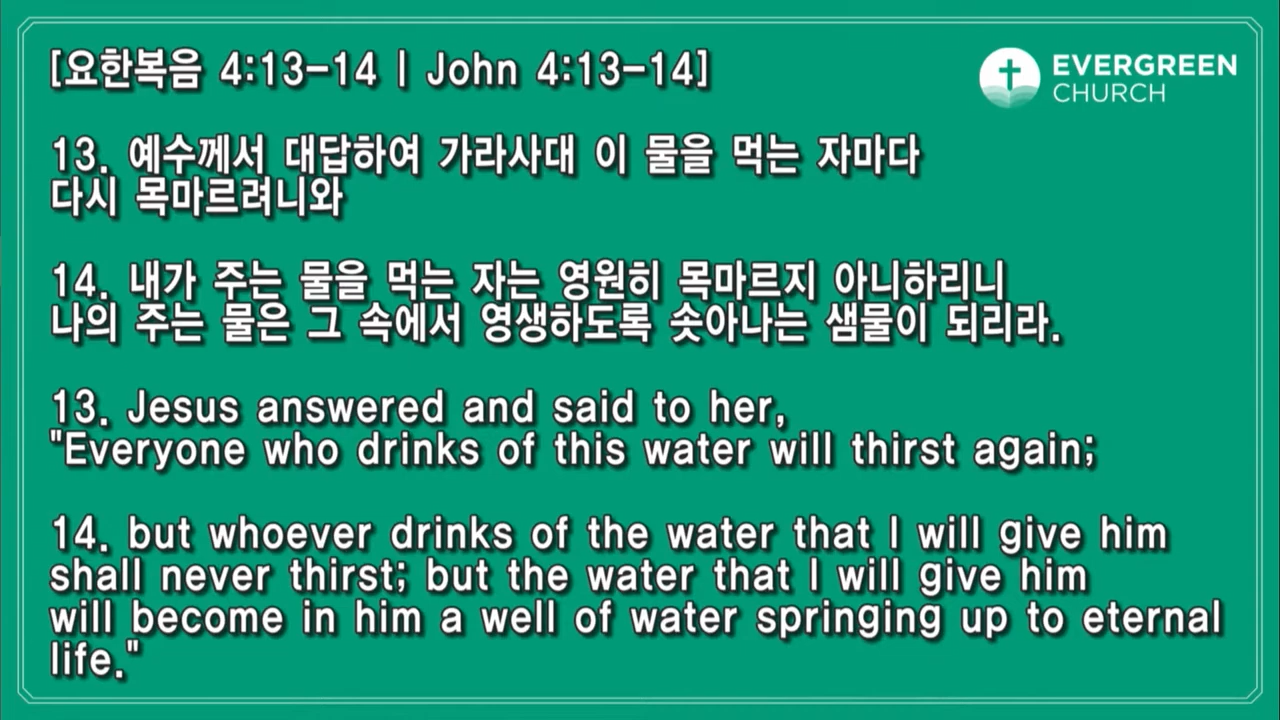 [요한복음 4:13-14 | John 4:13-14]
EVERGREEN
CHURCH
13. 예수께서 대답하여 가라사대 이 물을 먹는 자마다
다시 목마르려니와
14. 내가 주는 물을 먹는 자는 영원히 목마르지 아니하리니
나의 주는 물은 그 속에서 영생하도록 솟아나는 샘물이 되리라.
13. Jesus answered and said to her,
"Everyone who drinks of this water will thirst again;
14. but whoever drinks of the water that I will give him
shall never thirst; but the water that I will give him
will become in him a well of water springing up to eternal
life."